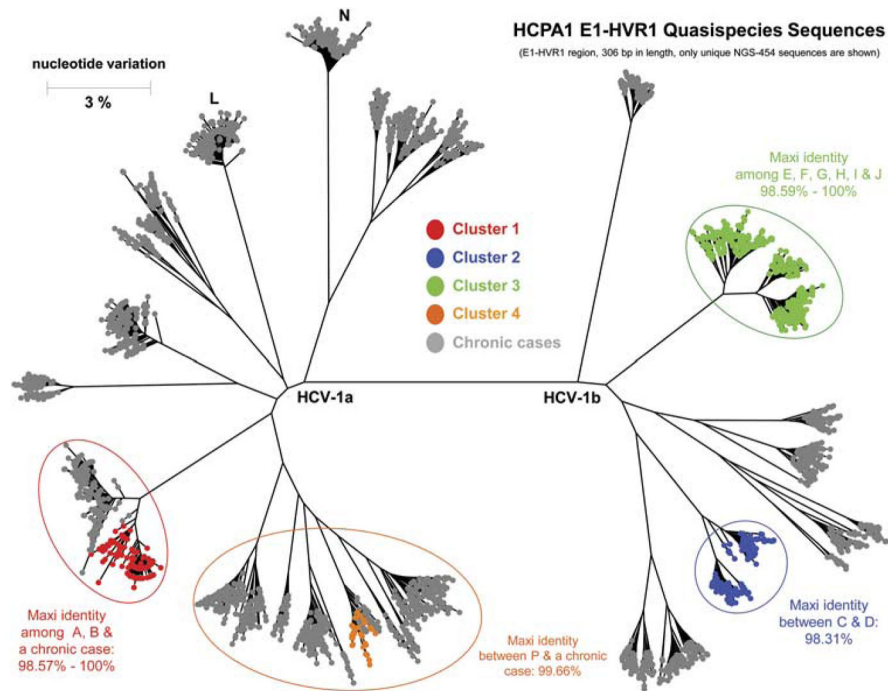 N
HCPA1 E1-HVR1 Quasispecies Sequences
(E1-HVR1 region, 306 bp in length, only unique NGS-454 sequences are shown)
nucleotide variation
3 %
L
Maxi identity
among E, F, G, H, I & J
98.59% - 100%
Cluster 1
Cluster 2
Cluster 3
Cluster 4
Chronic cases
HCV-1a
HCV-1b
Maxi identity
among A, B &
a chronic case:
98.57% - 100%
Maxi identity
between P & a chronic
case: 99.66%
Maxi identity
between C & D:
98.31%